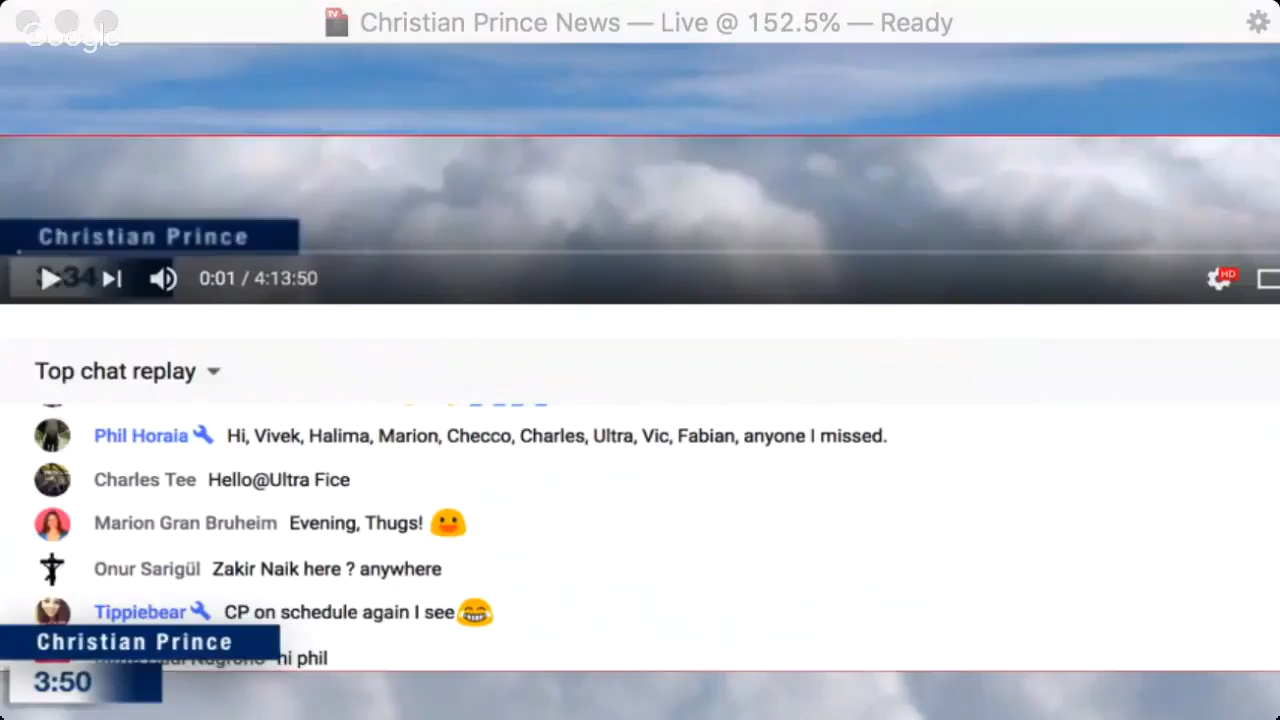 Christian Prince News — Live @ 152.5% — Ready
Google
Christian Prince
3:34
0:01 / 4:13:50
HD
Top chat replay
Phil Horaia Hi, Vivek, Halima, Marion, Checco, Charles, Ultra, Vic, Fabian, anyone I missed.
Charles Tee Hello@Ultra Fice
Marion Gran Bruheim Evening, Thugs!
Onur Sarigül Zakir Naik here ? anywhere
Tippiebear CP on schedule again I see
Christian Prince
hi phil
3:50